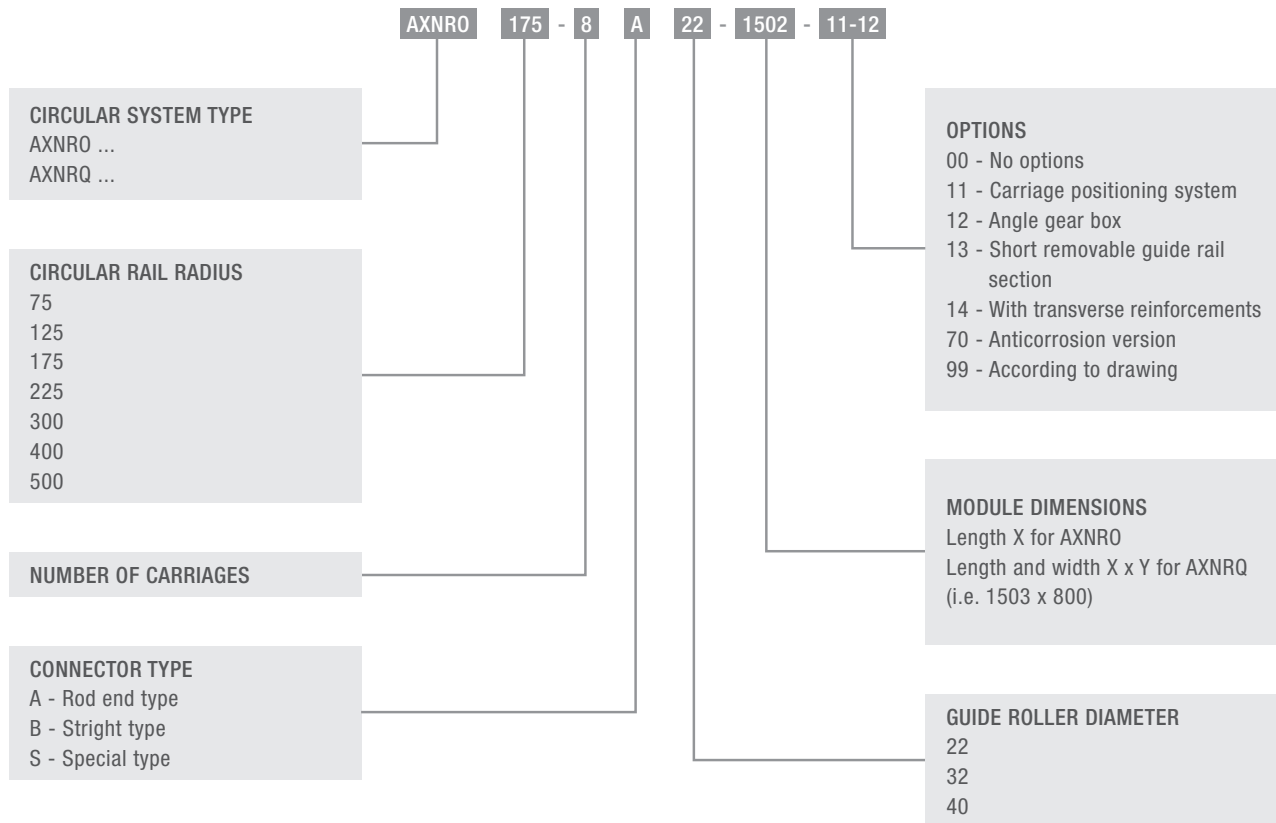 AXNRO 175 - 8 A 22 - 1502 - 11-12
CIRCULAR SYSTEM TYPE
AXNRO ...
AXNRQ ...
CIRCULAR RAIL RADIUS
75
125
175
225
300
400
500
NUMBER OF CARRIAGES
CONNECTOR TYPE
A - Rod end type
B - Stright type
S - Special type
OPTIONS
00 - No options
11 - Carriage positioning system
12 - Angle gear box
13 - Short removable guide rail
section
14 - With transverse reinforcements
70 - Anticorrosion version
99 - According to drawing
MODULE DIMENSIONS
Length X for AXNRO
Length and width X x Y for AXNRQ
(i.e. 1503 x 800)
GUIDE ROLLER DIAMETER
22
32
40